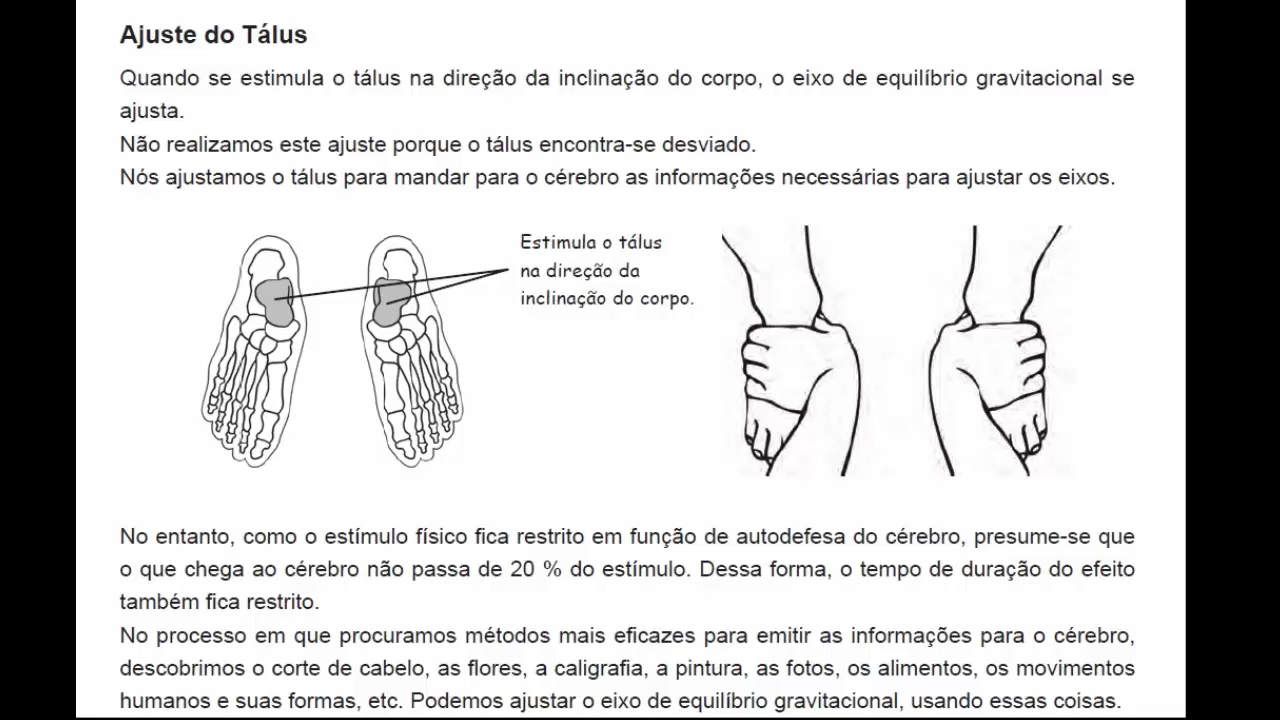 Ajuste do Tálus
Quando se estimula o tálus na direção da inclinação do corpo, o eixo de equilíbrio gravitacional se
ajusta.
Não realizamos este ajuste porque o tálus encontra-se desviado.
Nós ajustamos o tálus para mandar para o cérebro as informações necessárias para ajustar os eixos.
Estimula o tálus
na direção da
inclinação do corpo.
No entanto, como o estímulo físico fica restrito em função de autodefesa do cérebro, presume-se que
o que chega ao cérebro não passa de 20 % do estímulo. Dessa forma, o tempo de duração do efeito
também fica restrito.
No processo em que procuramos métodos mais eficazes para emitir as informações para o cérebro,
descobrimos o corte de cabelo, as flores, a caligrafia, a pintura, as fotos, os alimentos, os movimentos
humanos e suas formas, etc. Podemos ajustar o eixo de equilíbrio gravitacional, usando essas coisas.